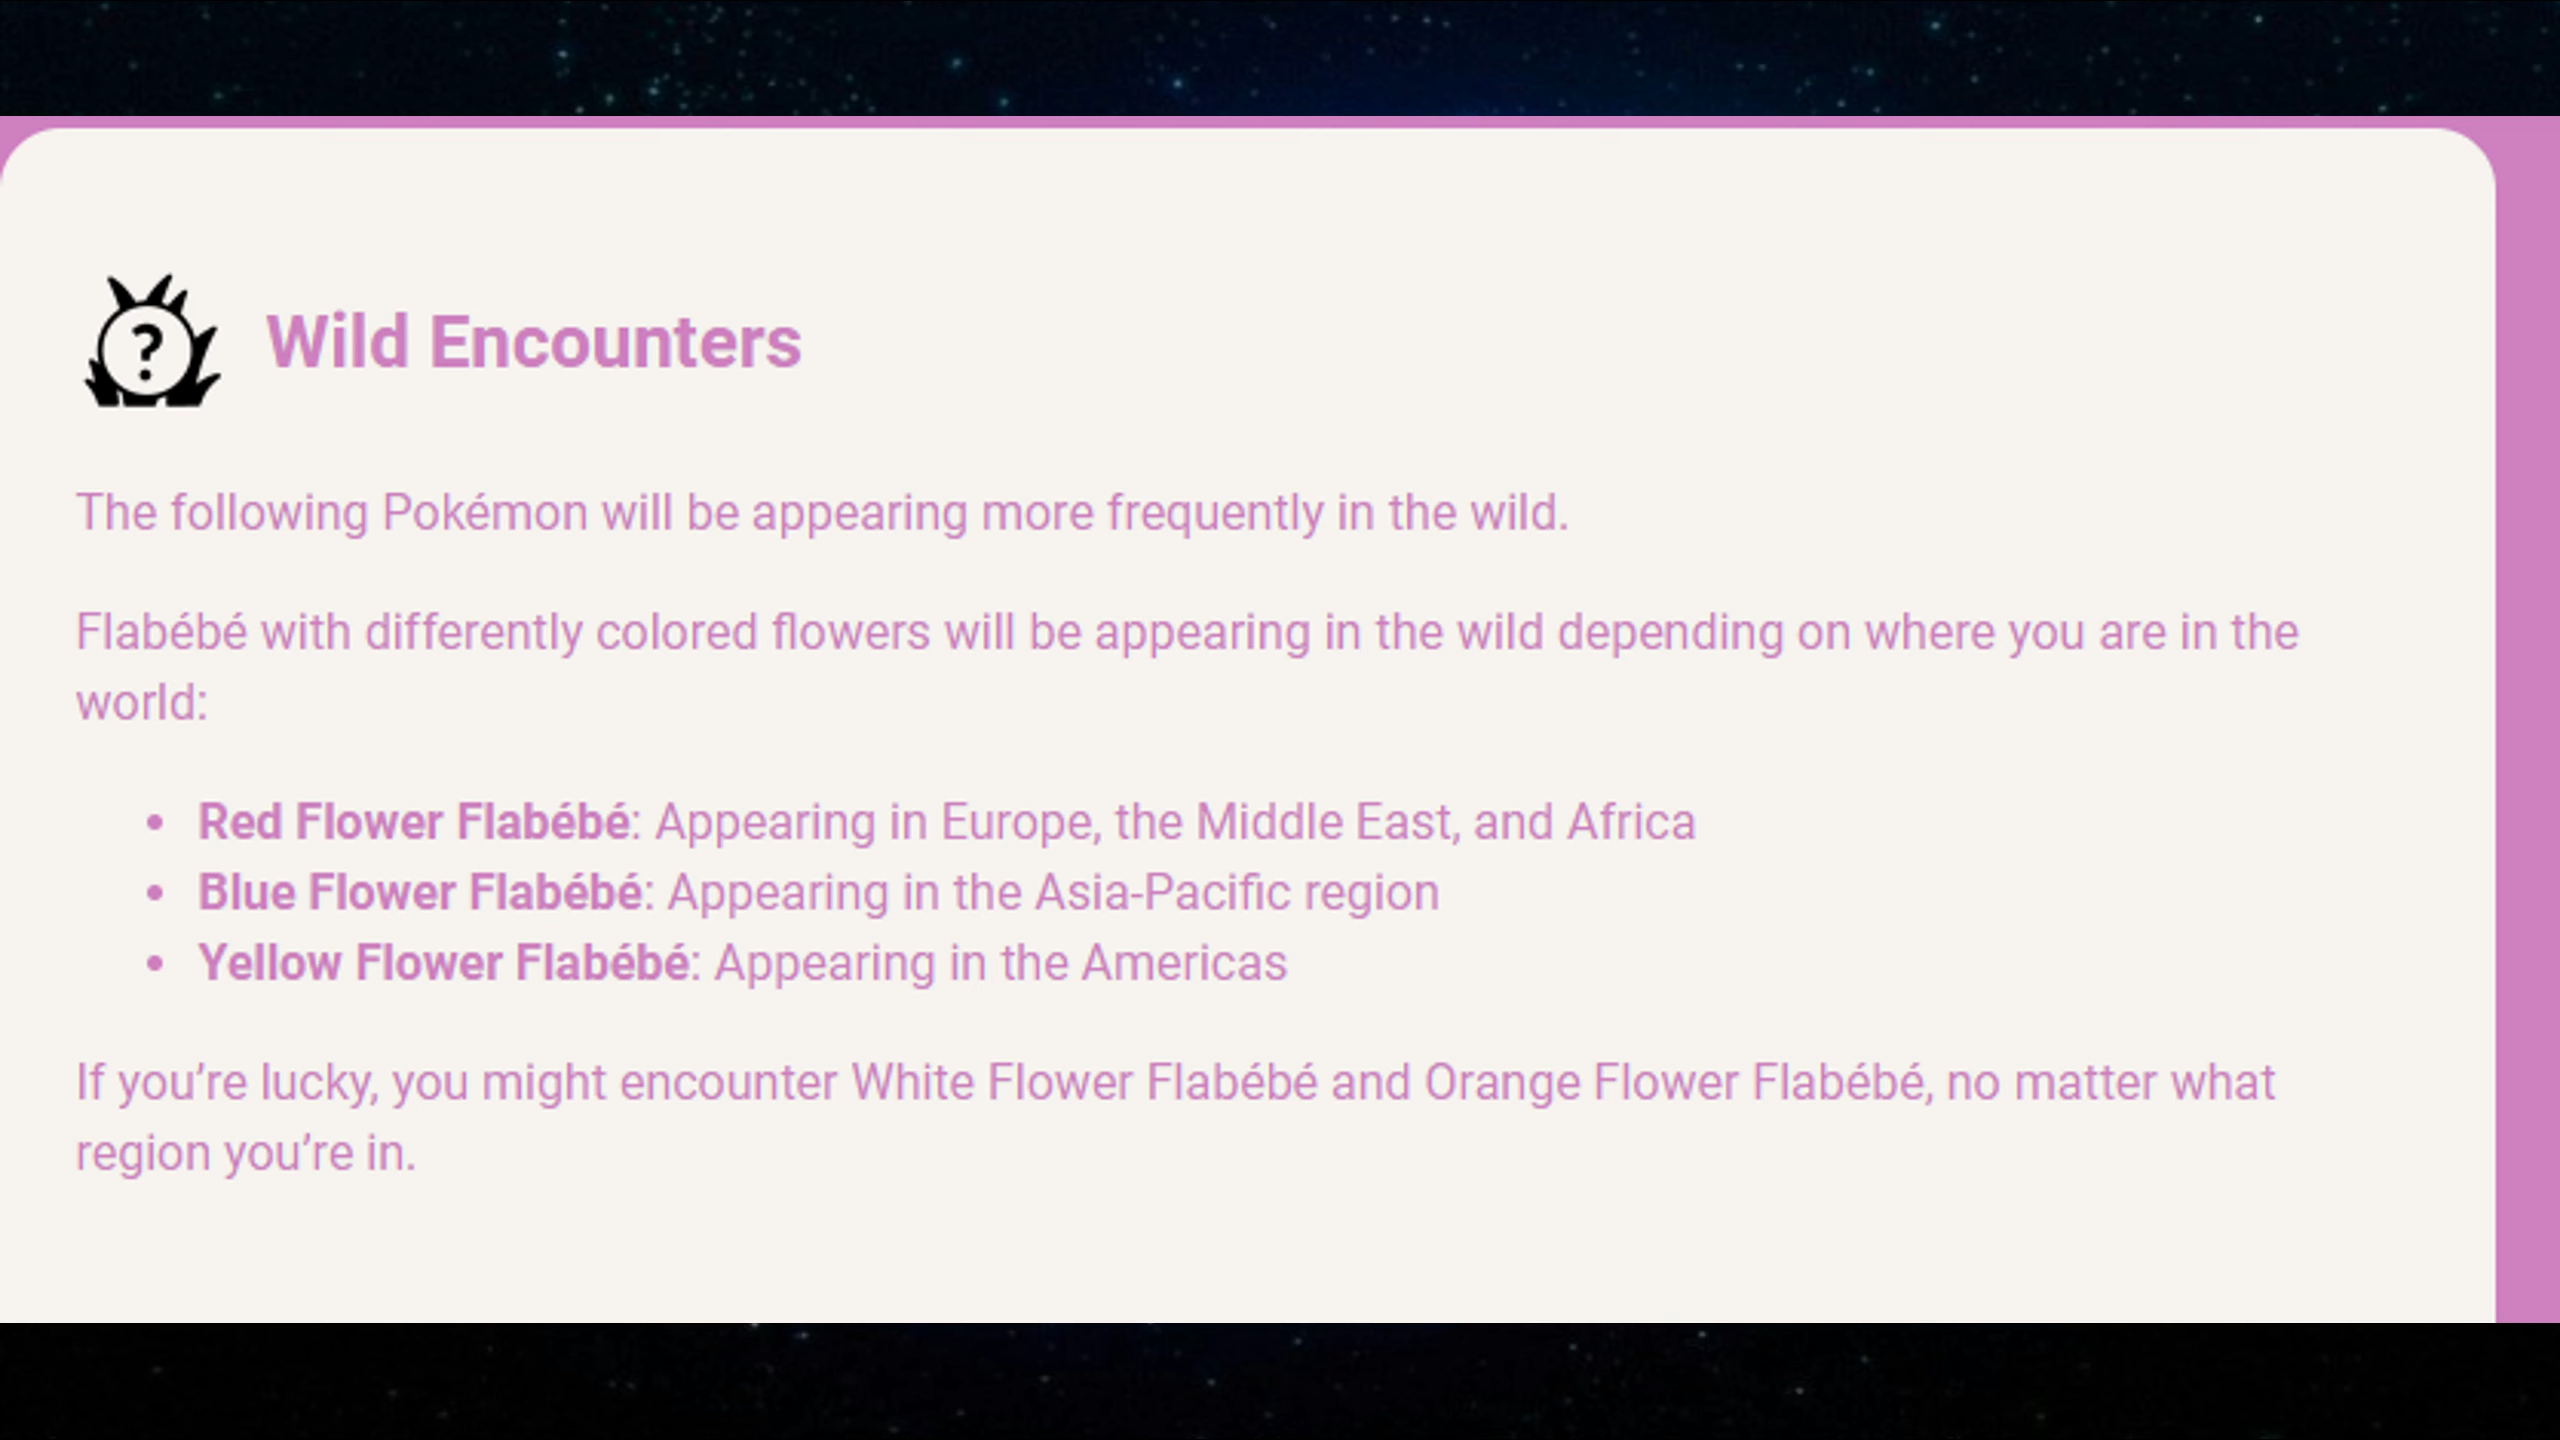 ?
Wild Encounters
The following Pokémon will be appearing more frequently in the wild.
Flabébé with differently colored flowers will be appearing in the wild depending on where you are in the
world:
• Red Flower Flabébé: Appearing in Europe, the Middle East, and Africa
• Blue Flower Flabébé: Appearing in the Asia-Pacific region
• Yellow Flower Flabébé: Appearing in the Americas
If you’re lucky, you might encounter White Flower Flabébé and Orange Flower Flabébé, no matter what
region you’re in.